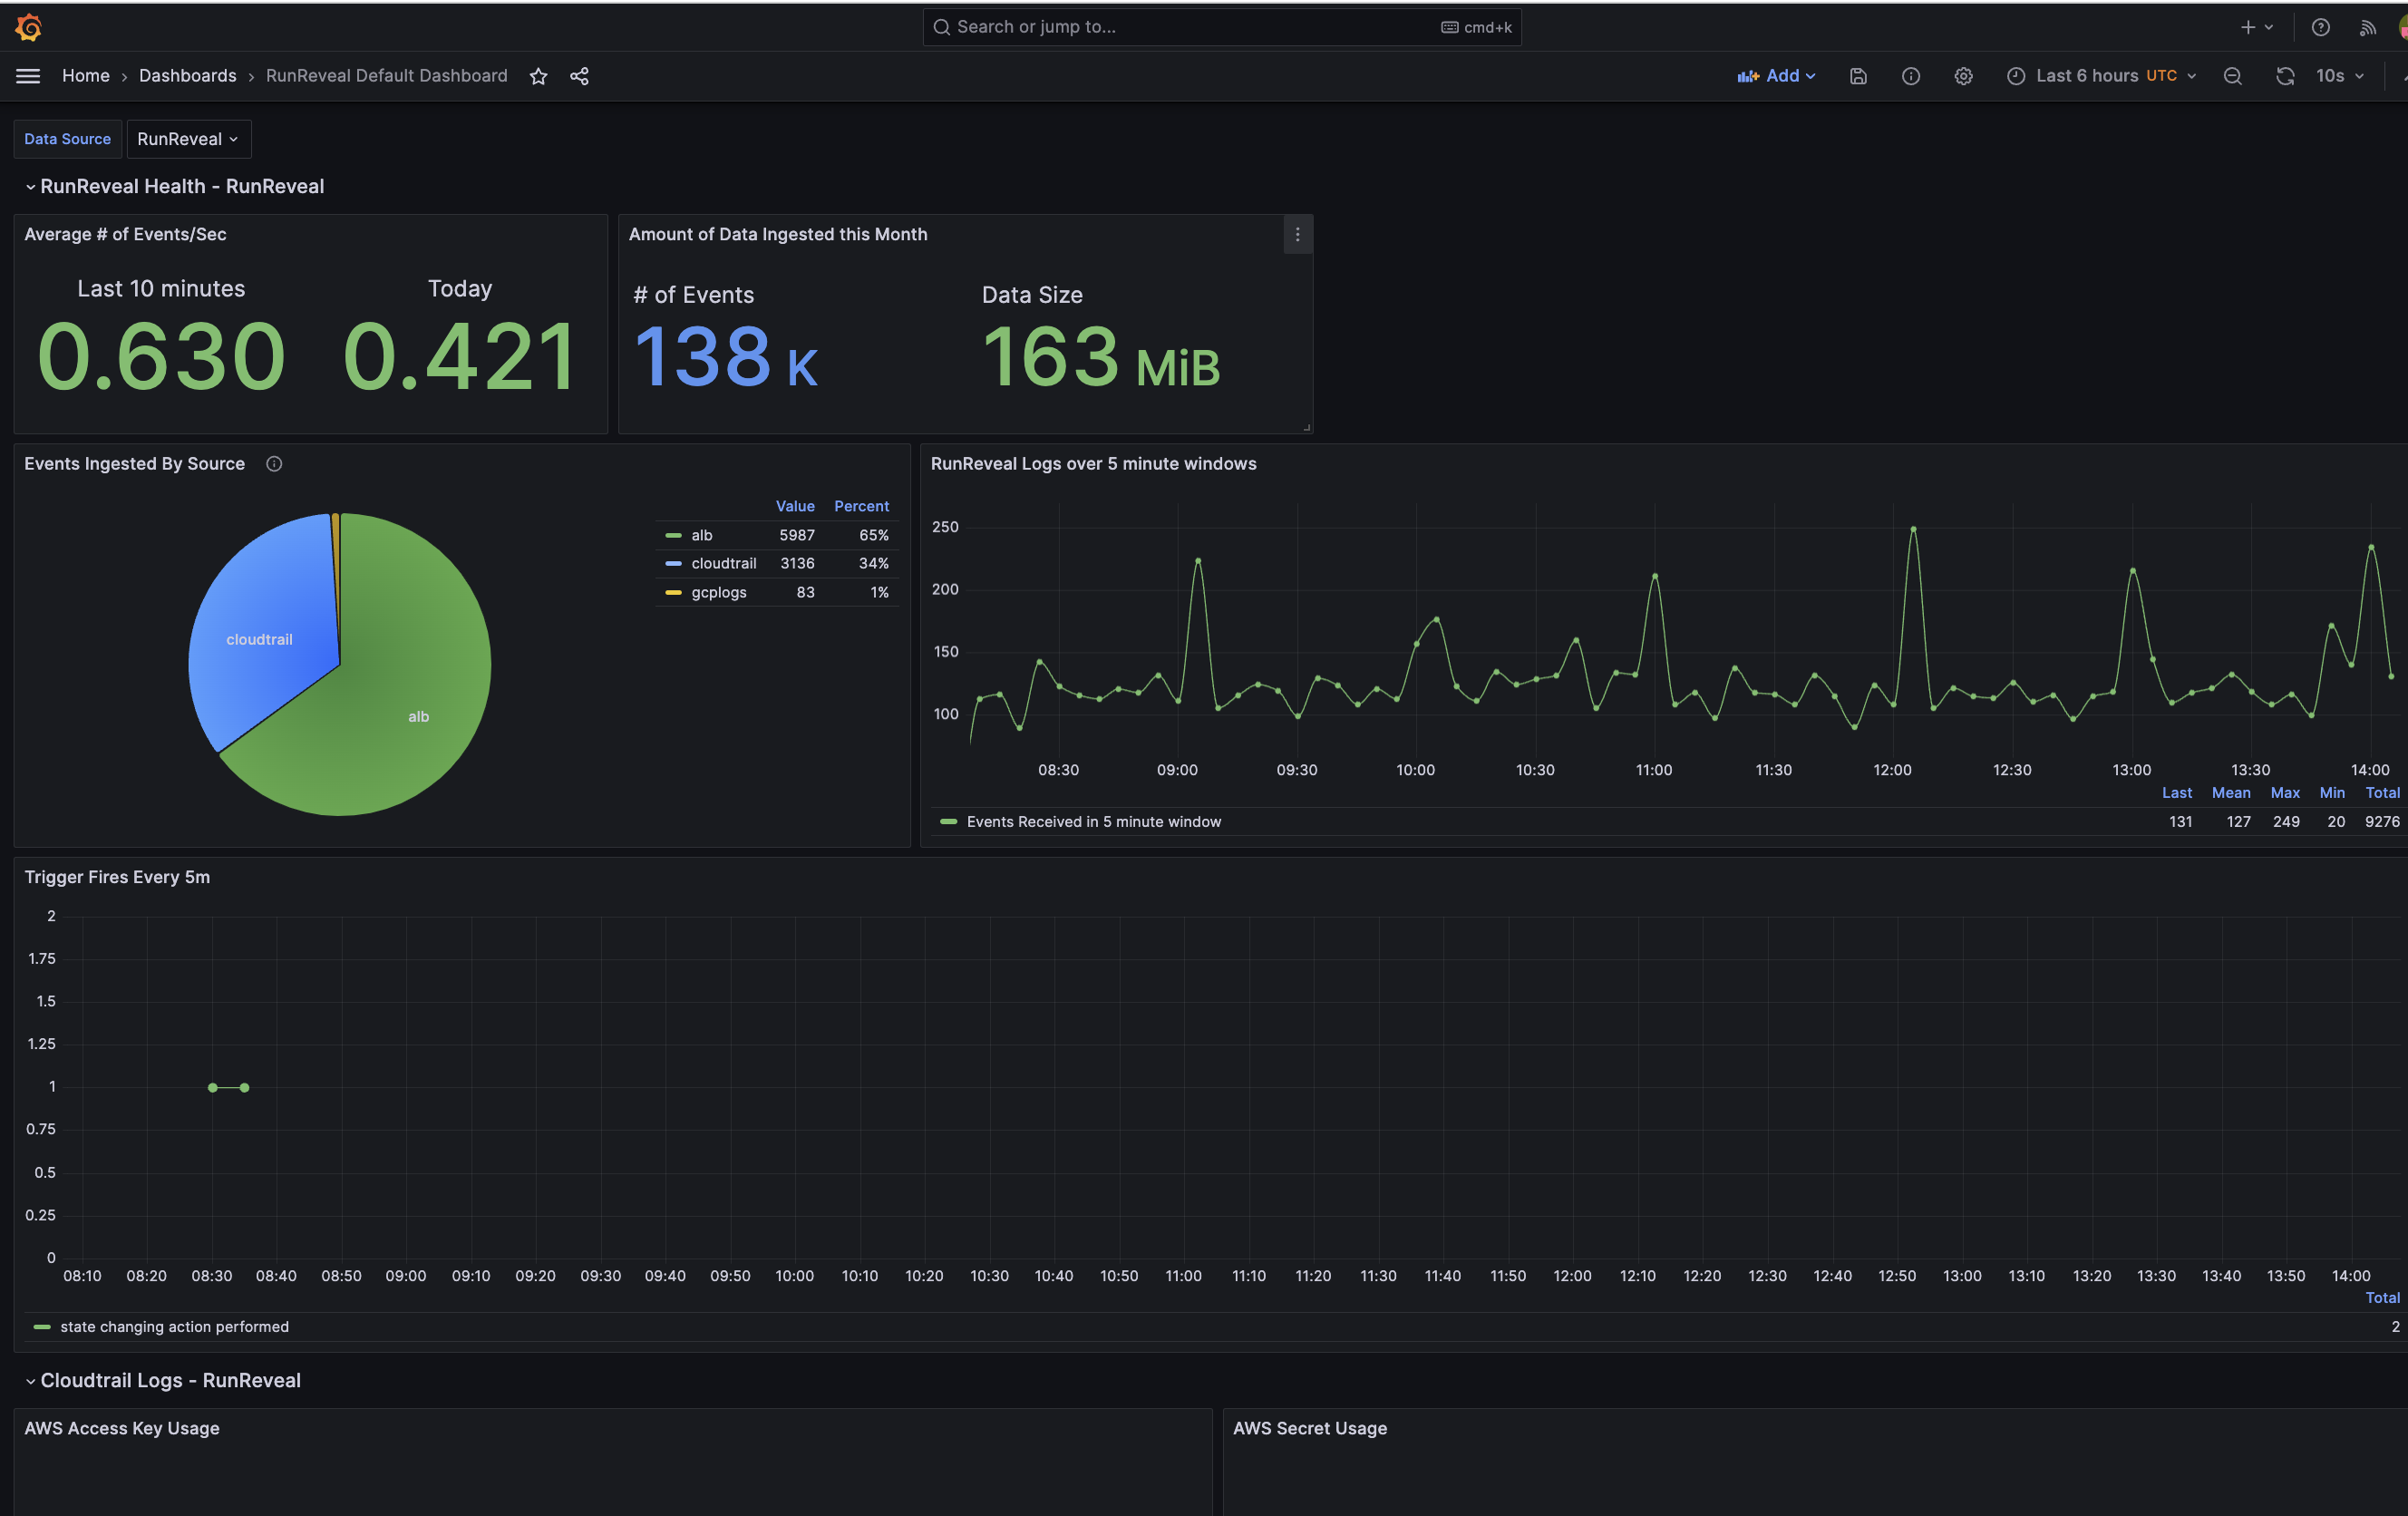 Search or jump to... cmd+k
Home › Dashboards › RunReveal Default Dashboard Add Last 6 hours UTC 10s
Data Source RunReveal
RunReveal Health - RunReveal
Average # of Events/Sec
Last 10 minutes Today
0.630 0.421
Amount of Data Ingested this Month
# of Events Data Size
138 K 163 MiB
Events Ingested By Source
cloudtrail
alb
Value Percent
alb 5987 65%
cloudtrail 3136 34%
gcplogs 83 1%
RunReveal Logs over 5 minute windows
250
200
150
100
08:30 09:00 09:30 10:00 10:30 11:00 11:30 12:00 12:30 13:00 13:30 14:00
Last Mean Max Min Total
Events Received in 5 minute window 131 127 249 20 9276
Trigger Fires Every 5m
2
1.75
1.5
1.25
1
0.75
0.5
0.25
0
08:10 08:20 08:30 08:40 08:50 09:00 09:10 09:20 09:30 09:40 09:50 10:00 10:10 10:20 10:30 10:40 10:50 11:00 11:10 11:20 11:30 11:40 11:50 12:00 12:10 12:20 12:30 12:40 12:50 13:00 13:10 13:20 13:30 13:40 13:50 14:00
Total
state changing action performed 2
Cloudtrail Logs - RunReveal
AWS Access Key Usage
AWS Secret Usage